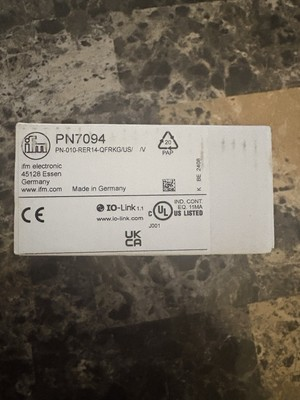 ifm
PN7094
PN-010-RER14-QFRKG/US/ /V
ifm electronic
45128 Essen
Germany
www.ifm.com Made in Germany
20
PAP
K BE 2458
CE
IO-Link 1.1
www.io-link.com
C UL US LISTED
IND. CONT.
EQ. 11MA
J001
UK
CA